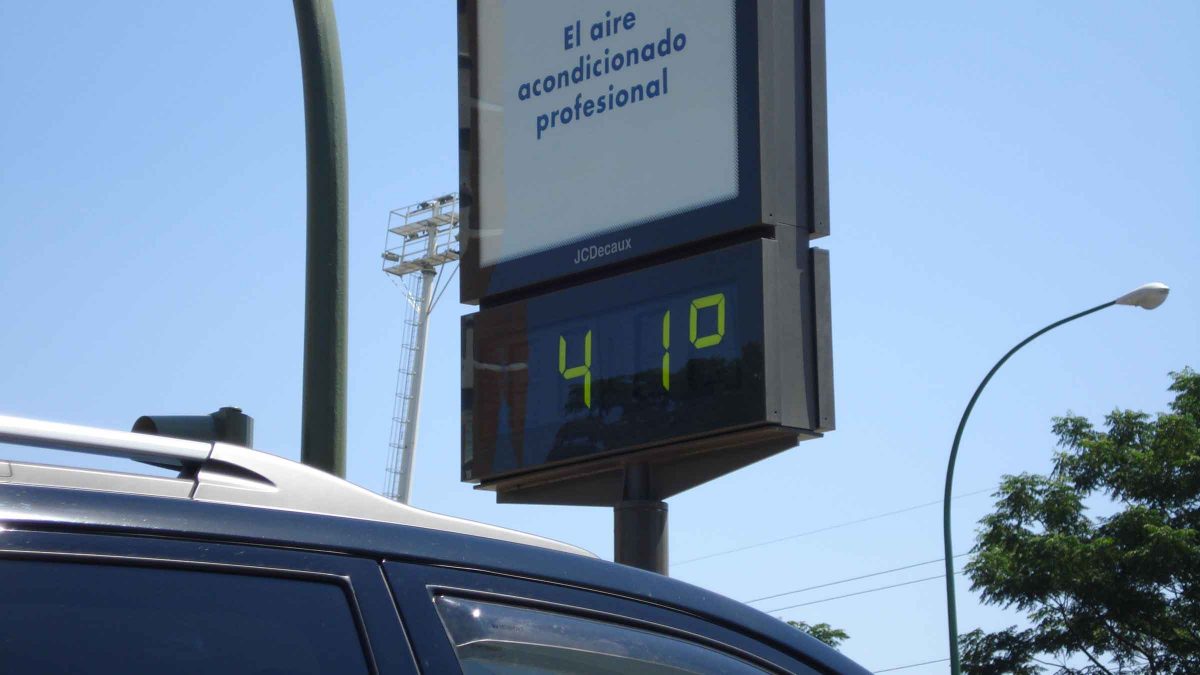 El aire
acondicionado
profesional
JCDecaux
41º